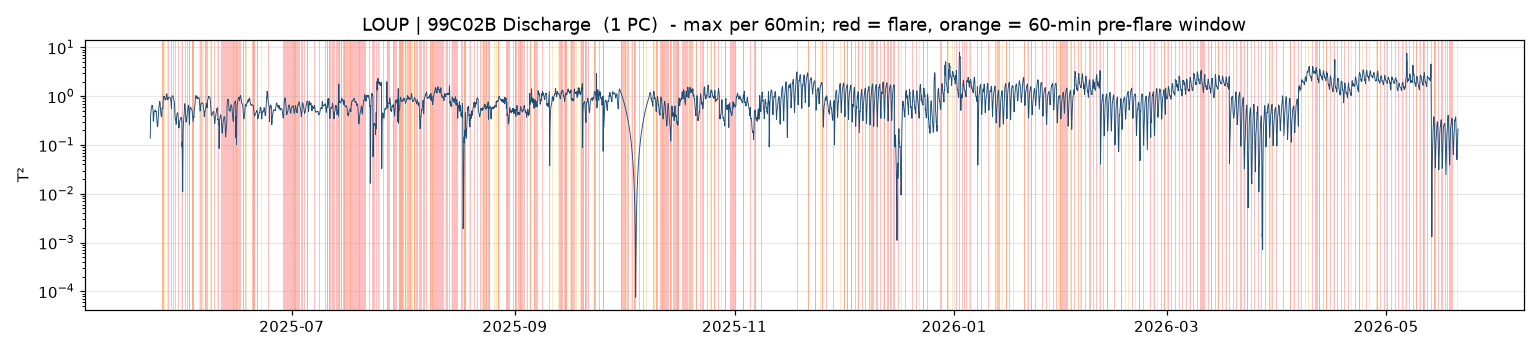 LOUP | 99C02B Discharge  (1 PC)  - max per 60min; red = flare, orange = 60-min pre-flare window
T²
10¹
10⁰
10⁻¹
10⁻²
10⁻³
10⁻⁴
2025-07 2025-09 2025-11 2026-01 2026-03 2026-05